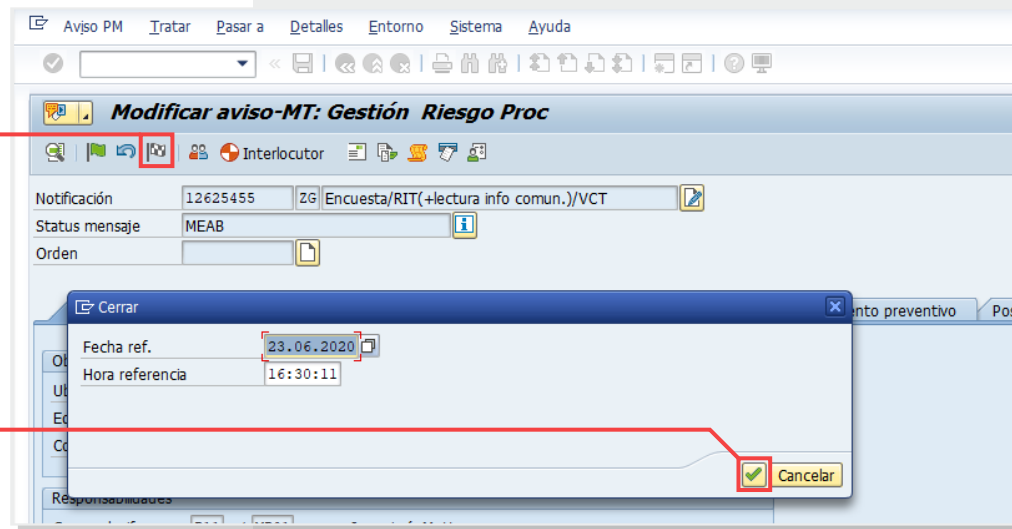 Aviso PM Tratar Pasar a Detalles Entorno Sistema Ayuda
Modificar aviso-MT: Gestión Riesgo Proc
Interlocutor
Notificación 12625455 ZG Encuesta/RIT(+lectura info comun.)/VCT
Status mensaje MEAB
Orden
Cerrar
nto preventivo Pos
Fecha ref. 23.06.2020
Hora referencia 16:30:11
Cancelar
Responsabilidades